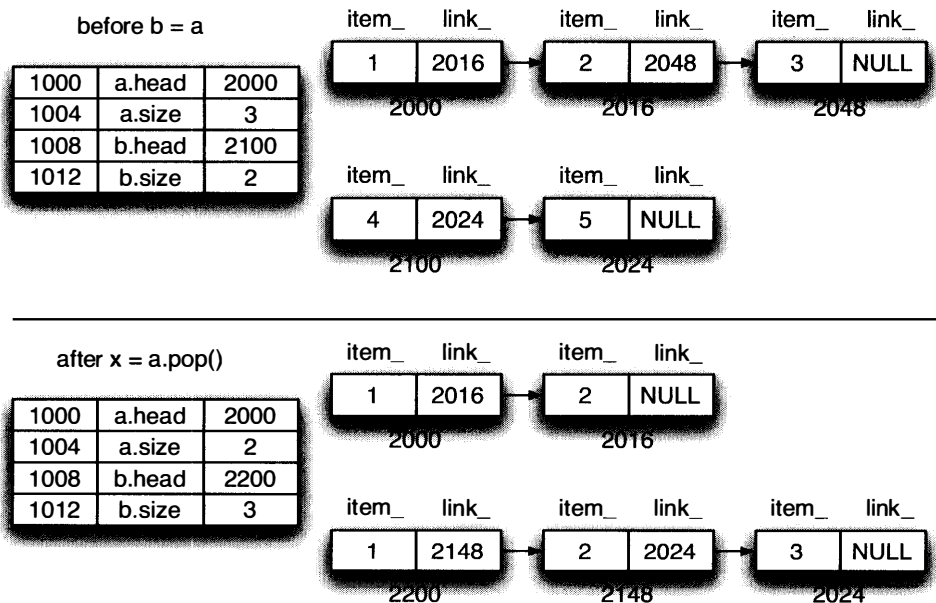 before b = a
1000 a.head 2000
1004 a.size 3
1008 b.head 2100
1012 b.size 2
item_ link_ item_ link_ item_ link_
1 2016 2 2048 3 NULL
2000 2016 2048
item_ link_ item_ link_
4 2024 5 NULL
2100 2024
after x = a.pop()
1000 a.head 2000
1004 a.size 2
1008 b.head 2200
1012 b.size 3
item_ link_ item_ link_
1 2016 2 NULL
2000 2016
item_ link_ item_ link_ item_ link_
1 2148 2 2024 3 NULL
2200 2148 2024